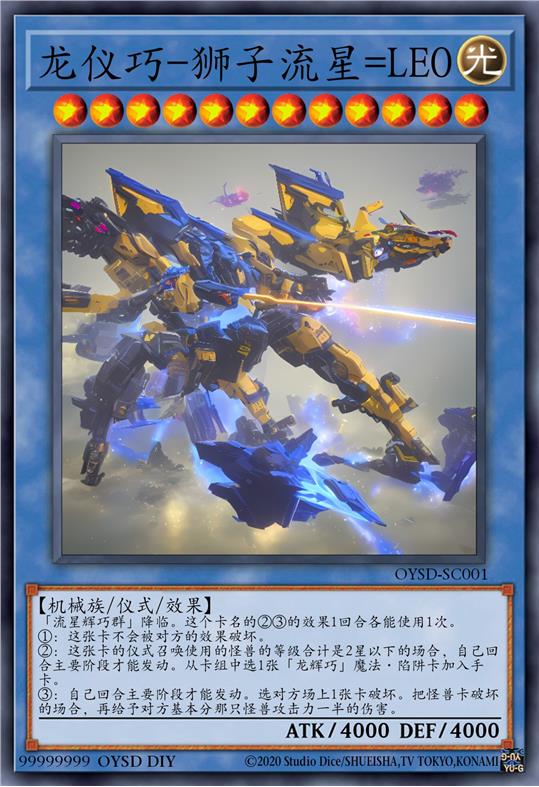 龙仪巧-狮子流星=LEO
光
OYSD-SC001
【机械族/仪式/效果】
「流星辉巧群」降临。这个卡名的②③的效果1回合各能使用1次。
①：这张卡不会被对方的效果破坏。
②：这张卡的仪式召唤使用的怪兽的等级合计是2星以下的场合，自己回
合主要阶段才能发动。从卡组中选1张「龙辉巧」魔法·陷阱卡加入手
卡。
③：自己回合主要阶段才能发动。选对方场上1张卡破坏。把怪兽卡破坏
的场合，再给予对方基本分那只怪兽攻击力一半的伤害。
ATK/4000 DEF/4000
99999999 OYSD DIY
©2020 Studio Dice/SHUEISHA,TV TOKYO,KONAMI